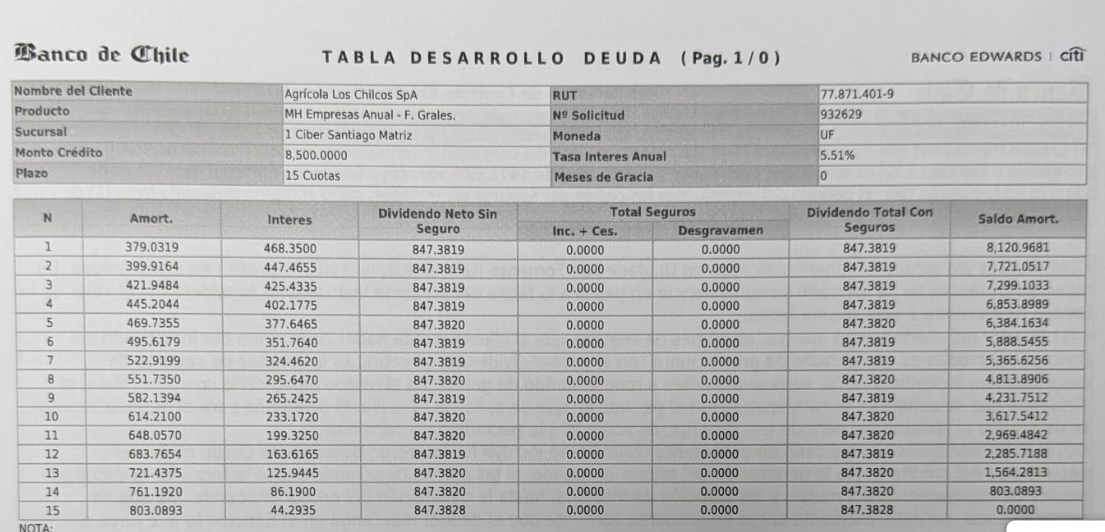 Banco de Chile TABLA DESARROLLO DEUDA (Pag. 1/0) BANCO EDWARDS | citi
Nombre del Cliente Agrícola Los Chilcos SpA RUT 77.871.401-9
Producto MH Empresas Anual - F. Grales. Nº Solicitud 932629
Sucursal 1 Ciber Santiago Matriz Moneda UF
Monto Crédito 8,500.0000 Tasa Interes Anual 5.51%
Plazo 15 Cuotas Meses de Gracia 0
N Amort. Interes Dividendo Neto Sin Seguro Total Seguros Dividendo Total Con Seguros Saldo Amort.
Inc. + Ces. Desgravamen
1 379.0319 468.3500 847.3819 0.0000 0.0000 847.3819 8,120.9681
2 399.9164 447.4655 847.3819 0.0000 0.0000 847.3819 7,721.0517
3 421.9484 425.4335 847.3819 0.0000 0.0000 847.3819 7,299.1033
4 445.2044 402.1775 847.3819 0.0000 0.0000 847.3819 6,853.8989
5 469.7355 377.6465 847.3820 0.0000 0.0000 847.3820 6,384.1634
6 495.6179 351.7640 847.3819 0.0000 0.0000 847.3819 5,888.5455
7 522.9199 324.4620 847.3819 0.0000 0.0000 847.3819 5,365.6256
8 551.7350 295.6470 847.3820 0.0000 0.0000 847.3820 4,813.8906
9 582.1394 265.2425 847.3819 0.0000 0.0000 847.3819 4,231.7512
10 614.2100 233.1720 847.3820 0.0000 0.0000 847.3820 3,617.5412
11 648.0570 199.3250 847.3820 0.0000 0.0000 847.3820 2,969.4842
12 683.7654 163.6165 847.3819 0.0000 0.0000 847.3819 2,285.7188
13 721.4375 125.9445 847.3820 0.0000 0.0000 847.3820 1,564.2813
14 761.1920 86.1900 847.3820 0.0000 0.0000 847.3820 803.0893
15 803.0893 44.2935 847.3828 0.0000 0.0000 847.3828 0.0000
NOTA: